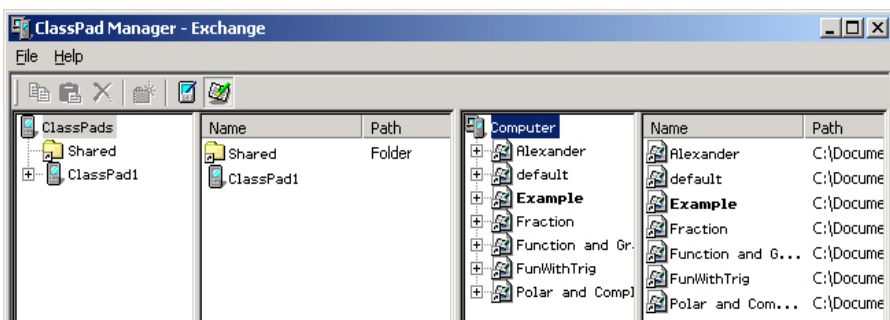 ClassPad Manager - Exchange
File Help
ClassPads
Shared
ClassPad1
Name Path
Shared Folder
ClassPad1
Computer
Alexander
default
Example
Fraction
Function and Gr
FunWithTrig
Polar and Compl
Name Path
Alexander C:\Docume
default C:\Docume
Example C:\Docume
Fraction C:\Docume
Function and G... C:\Docume
FunWithTrig C:\Docume
Polar and Com... C:\Docume